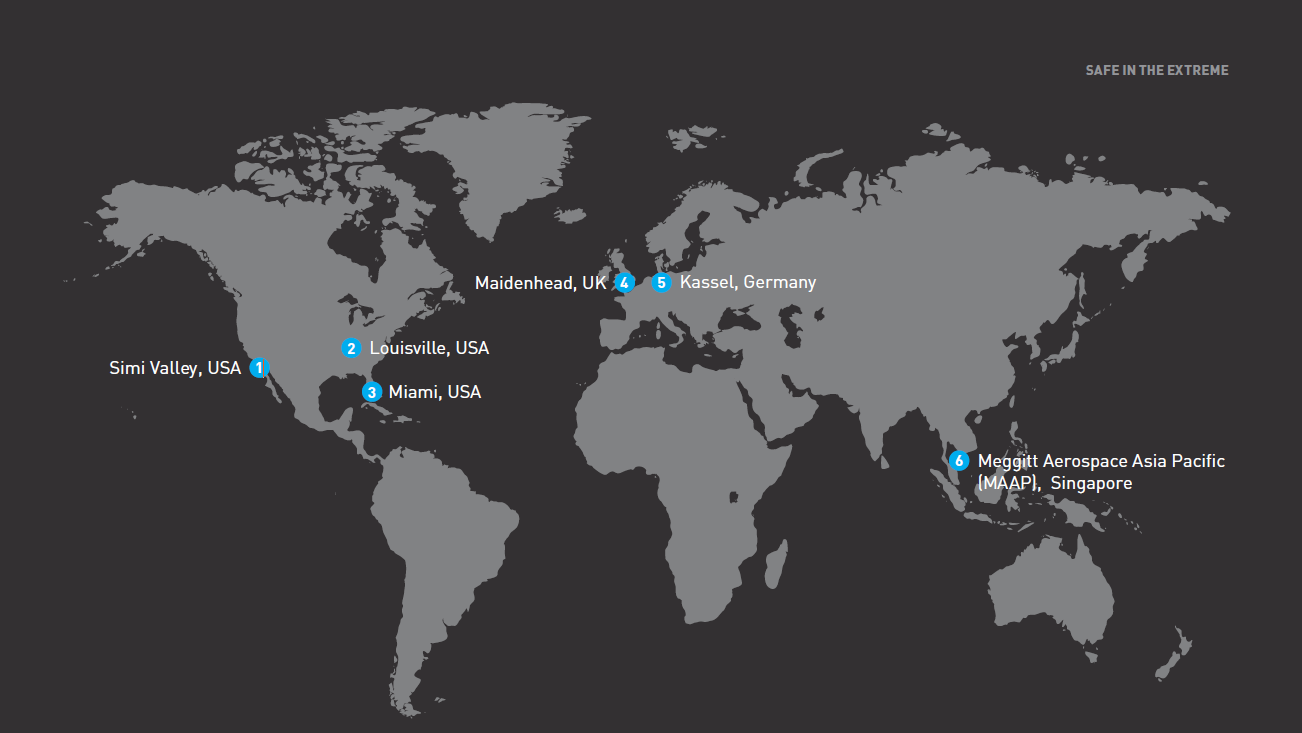 SAFE IN THE EXTREME
Maidenhead, UK 4
5 Kassel, Germany
2 Louisville, USA
Simi Valley, USA 1
3 Miami, USA
6 Meggitt Aerospace Asia Pacific
(MAAP), Singapore